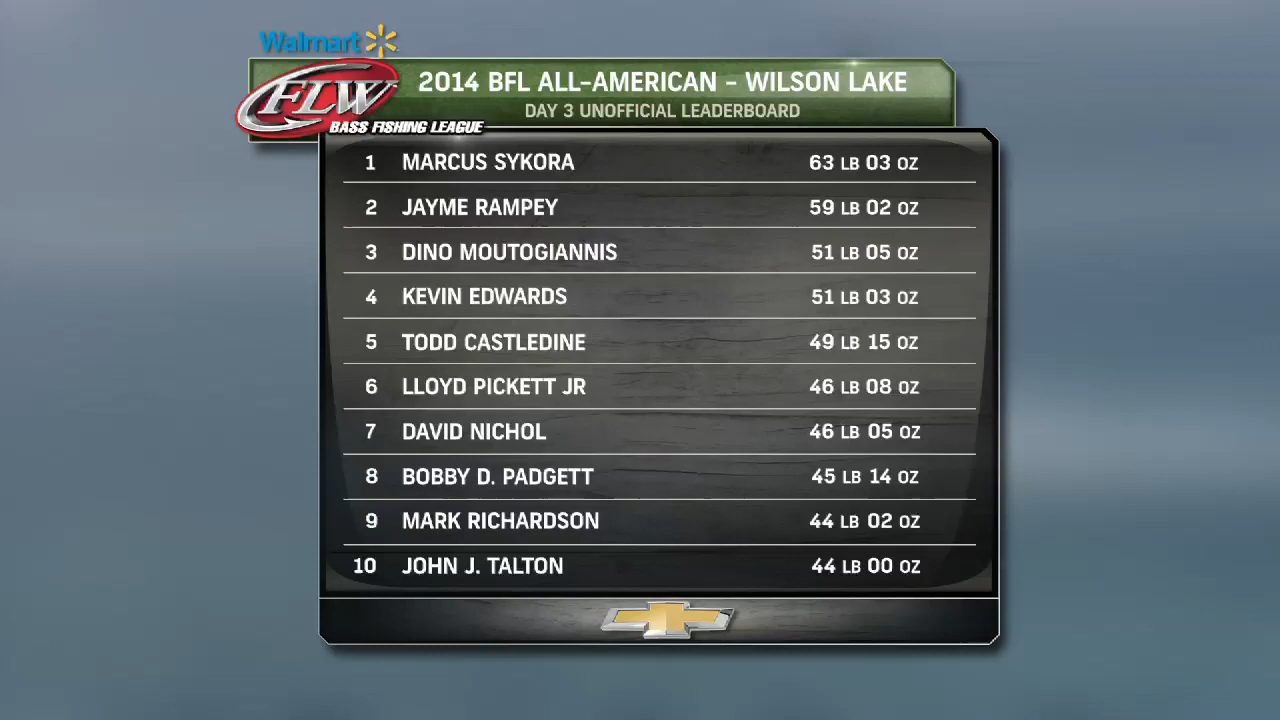 Walmart
FLW
BASS FISHING LEAGUE
2014 BFL ALL-AMERICAN - WILSON LAKE
DAY 3 UNOFFICIAL LEADERBOARD
1 MARCUS SYKORA 63 LB 03 OZ
2 JAYME RAMPEY 59 LB 02 OZ
3 DINO MOUTOGIANNIS 51 LB 05 OZ
4 KEVIN EDWARDS 51 LB 03 OZ
5 TODD CASTLEDINE 49 LB 15 OZ
6 LLOYD PICKETT JR 46 LB 08 OZ
7 DAVID NICHOL 46 LB 05 OZ
8 BOBBY D. PADGETT 45 LB 14 OZ
9 MARK RICHARDSON 44 LB 02 OZ
10 JOHN J. TALTON 44 LB 00 OZ